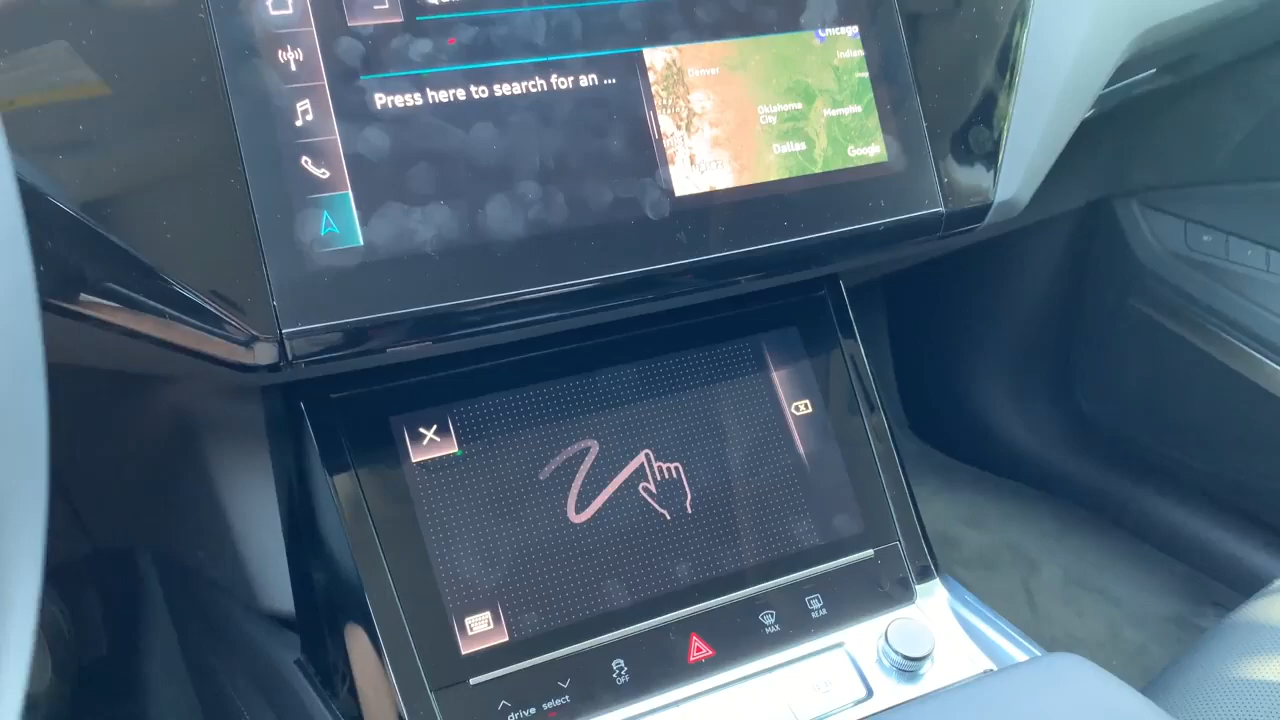 Press here to search for an ...
Chicago
Denver
Oklahoma
City
Memphis
Dallas
Google
MAX
REAR
OFF
drive select